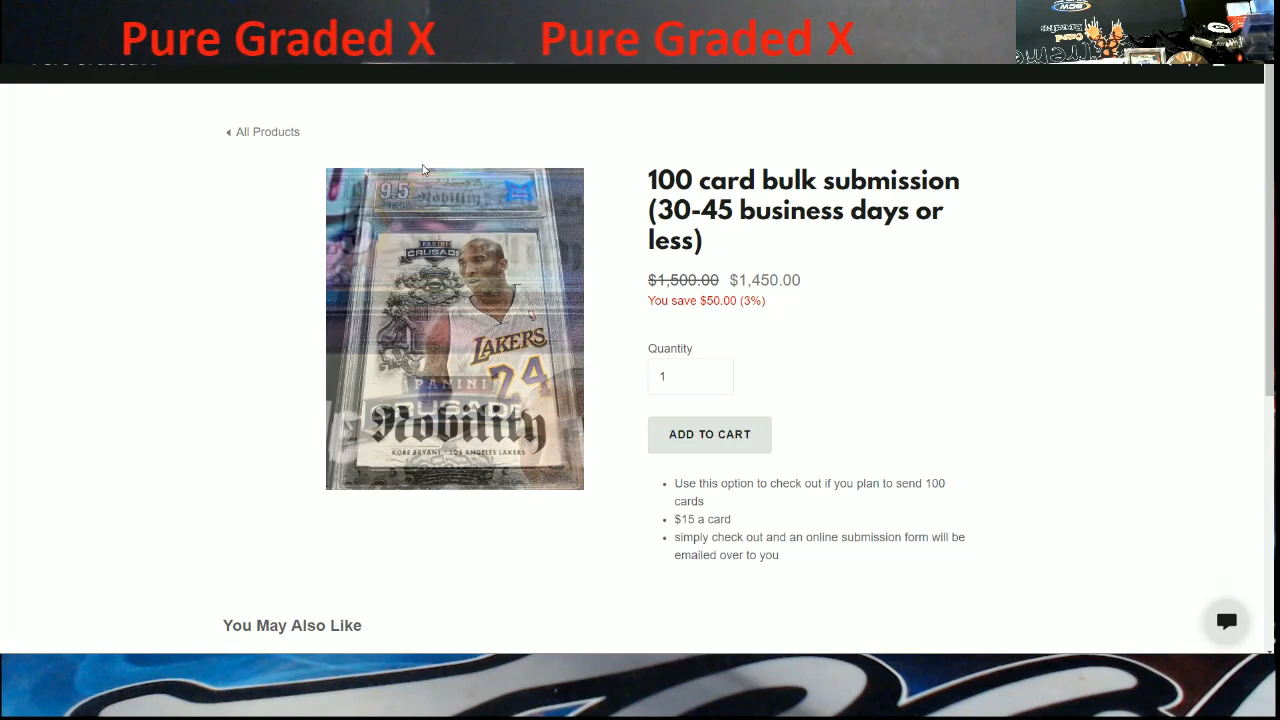 Pure Graded X Pure Graded X
All Products
100 card bulk submission
(30-45 business days or
less)
$1,500.00 $1,450.00
You save $50.00 (3%)
Quantity
1
ADD TO CART
Use this option to check out if you plan to send 100
cards
$15 a card
simply check out and an online submission form will be
emailed over to you
9.5
Nobility
PANINI
CRUSADE
LAKERS
24
PANINI
CRUSADE
Nobility
KOBE BRYANT LOS ANGELES LAKERS
You May Also Like